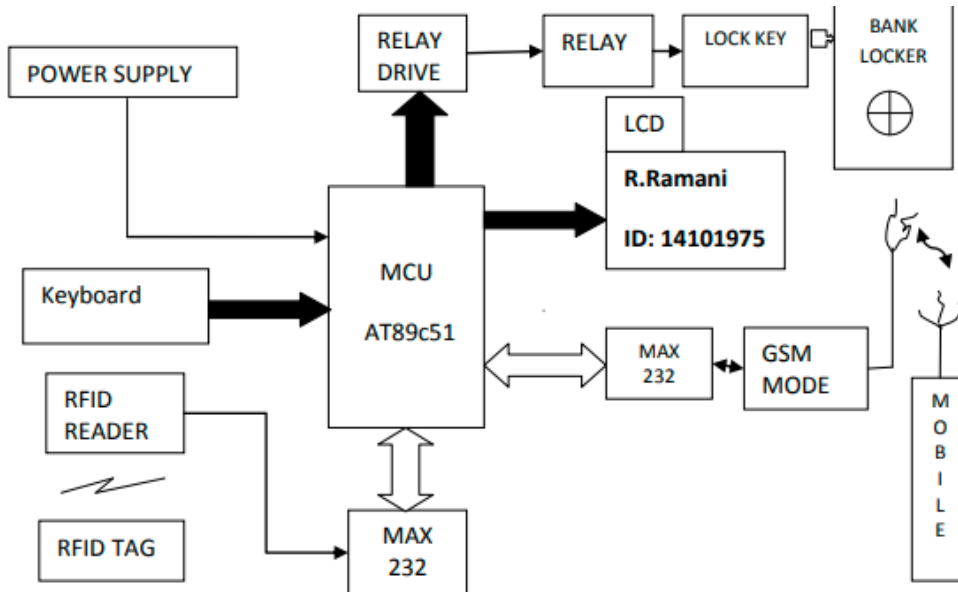 RELAY
DRIVE
RELAY
LOCK KEY
BANK
LOCKER
POWER SUPPLY
LCD
R.Ramani
ID: 14101975
MCU
AT89c51
Keyboard
MAX
232
GSM
MODE
RFID
READER
M
O
B
I
L
E
RFID TAG
MAX
232